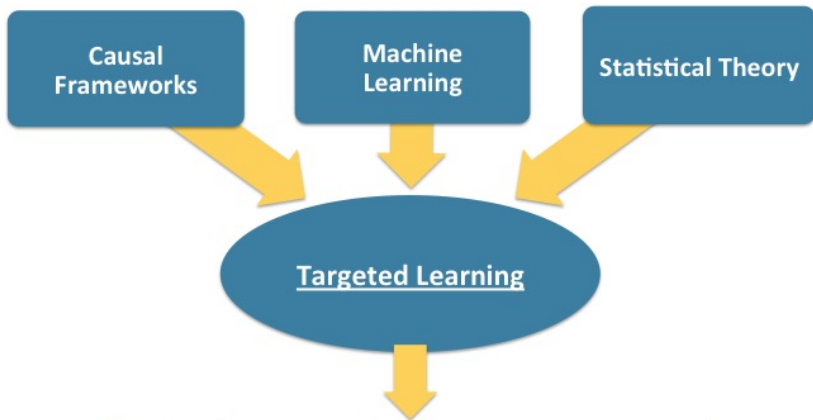 Causal
Frameworks
Machine
Learning
Statistical Theory
Targeted Learning